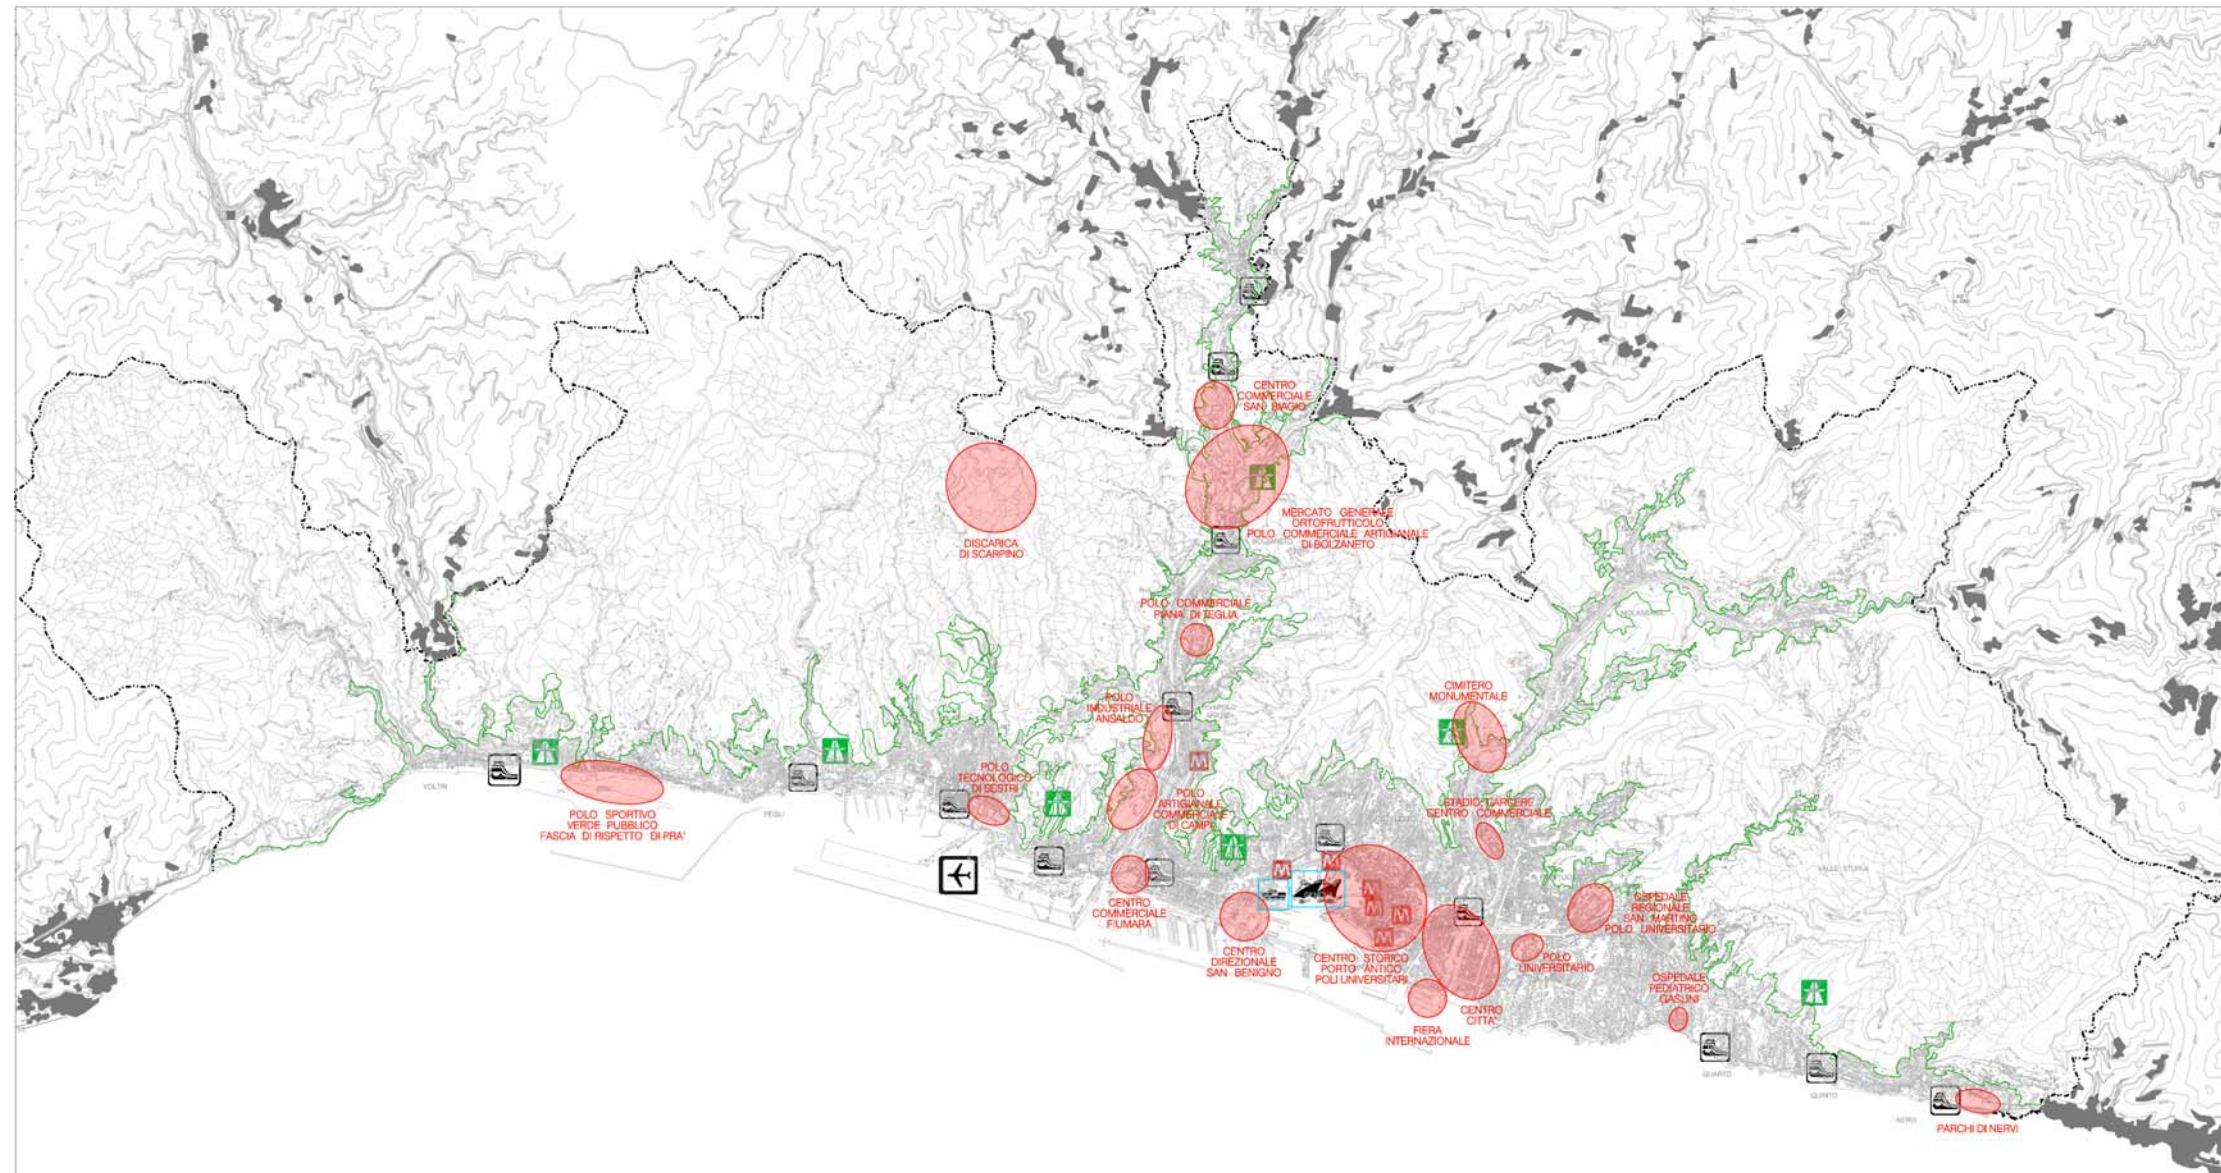 CENTRO
COMMERCIALE
SAN BIAGIO
MERCATO GENERALE
ORTOFRUTTICOLO
POLO COMMERCIALE ARTIGIANALE
DI BOLZANETO
DISCARICA
DI SCARPINO
POLO COMMERCIALE
PIANA DI TEGLIA
POLO
INDUSTRIALE
ANSALDO
CIMITERO
MONUMENTALE
POLO
TECNOLOGICO
DI SESTRI
POLO
ARTIGIANALE
COMMERCIALE
DI CAMPI
STADIO CARCERE
CENTRO COMMERCIALE
VOLTRI
POLO SPORTIVO
VERDE PUBBLICO
FASCIA DI RISPETTO DI PRA'
PEGLI
M
M
M
M
M
M
M
VALLE STURLA
CENTRO
COMMERCIALE
FIUMARA
CENTRO
DIREZIONALE
SAN BENIGNO
CENTRO STORICO
PORTO ANTICO
POLI UNIVERSITARI
OSPEDALE
REGIONALE
SAN MARTINO
POLO UNIVERSITARIO
POLO
UNIVERSITARIO
OSPEDALE
PEDIATRICO
GASLINI
CENTRO
CITTA'
FIERA
INTERNAZIONALE
QUARTO
QUINTO
NERVI
PARCHI DI NERVI